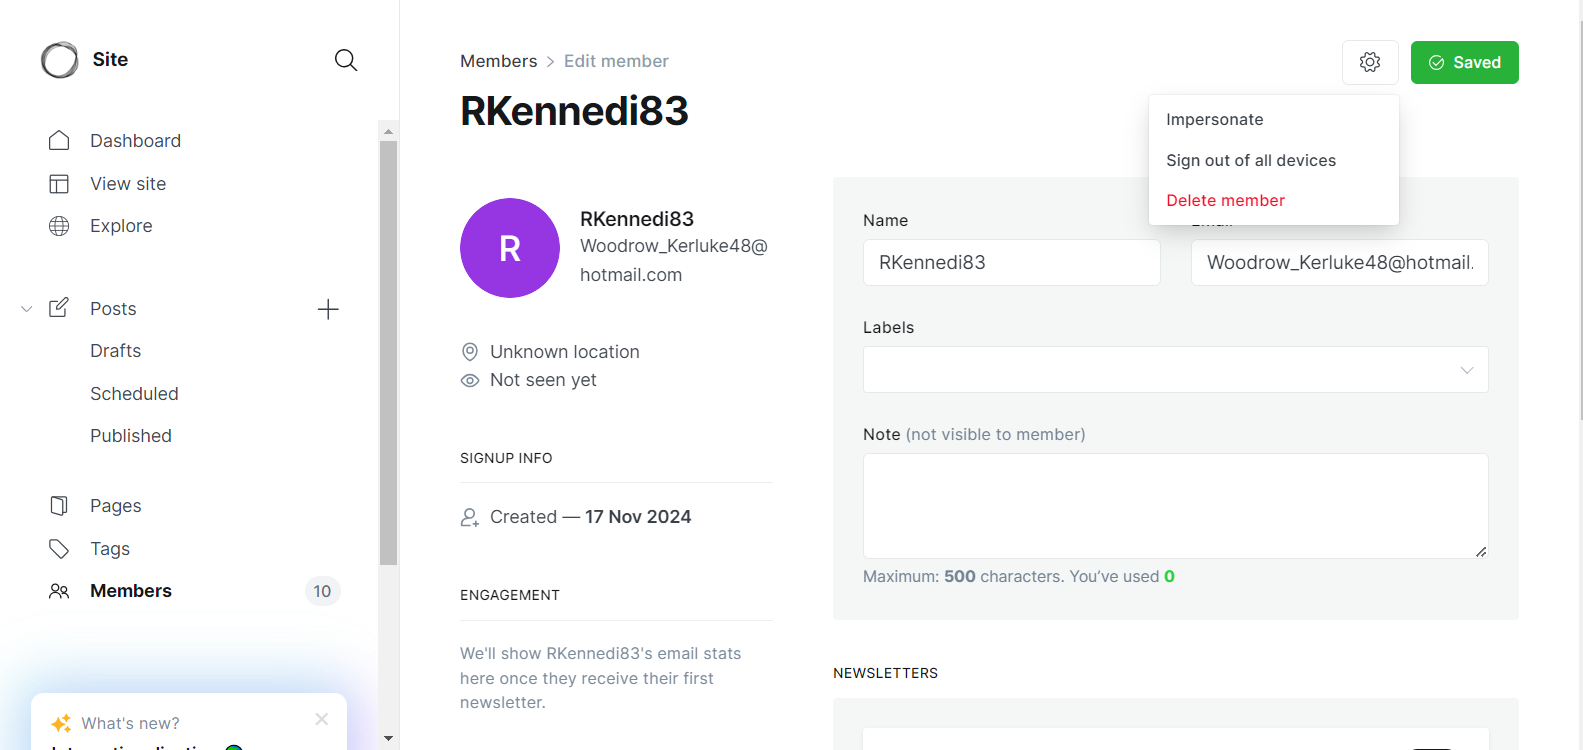 Site
Dashboard
View site
Explore
Posts
Drafts
Scheduled
Published
Pages
Tags
Members
10
What's new?
Members > Edit member
Saved
RKennedi83
Impersonate
Sign out of all devices
Delete member
R
RKennedi83
Woodrow_Kerluke48@
hotmail.com
Unknown location
Not seen yet
SIGNUP INFO
Created — 17 Nov 2024
ENGAGEMENT
We'll show RKennedi83's email stats
here once they receive their first
newsletter.
Name
Email
RKennedi83
Woodrow_Kerluke48@hotmail.
Labels
Note (not visible to member)
Maximum: 500 characters. You've used 0
NEWSLETTERS